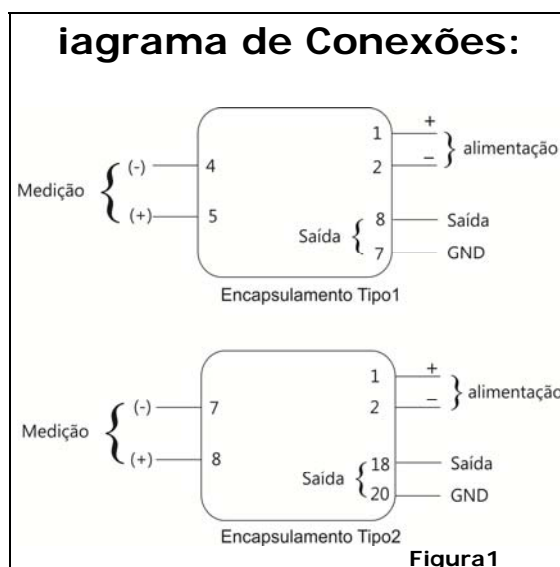 iagrama de Conexões:
1 +
alimentação
2 −
(-) 4
Medição
(+) 5
8 Saída
Saída
7 GND
Encapsulamento Tipo1
1 +
alimentação
2 −
(-) 7
Medição
(+) 8
18 Saída
Saída
20 GND
Encapsulamento Tipo2
Figura1